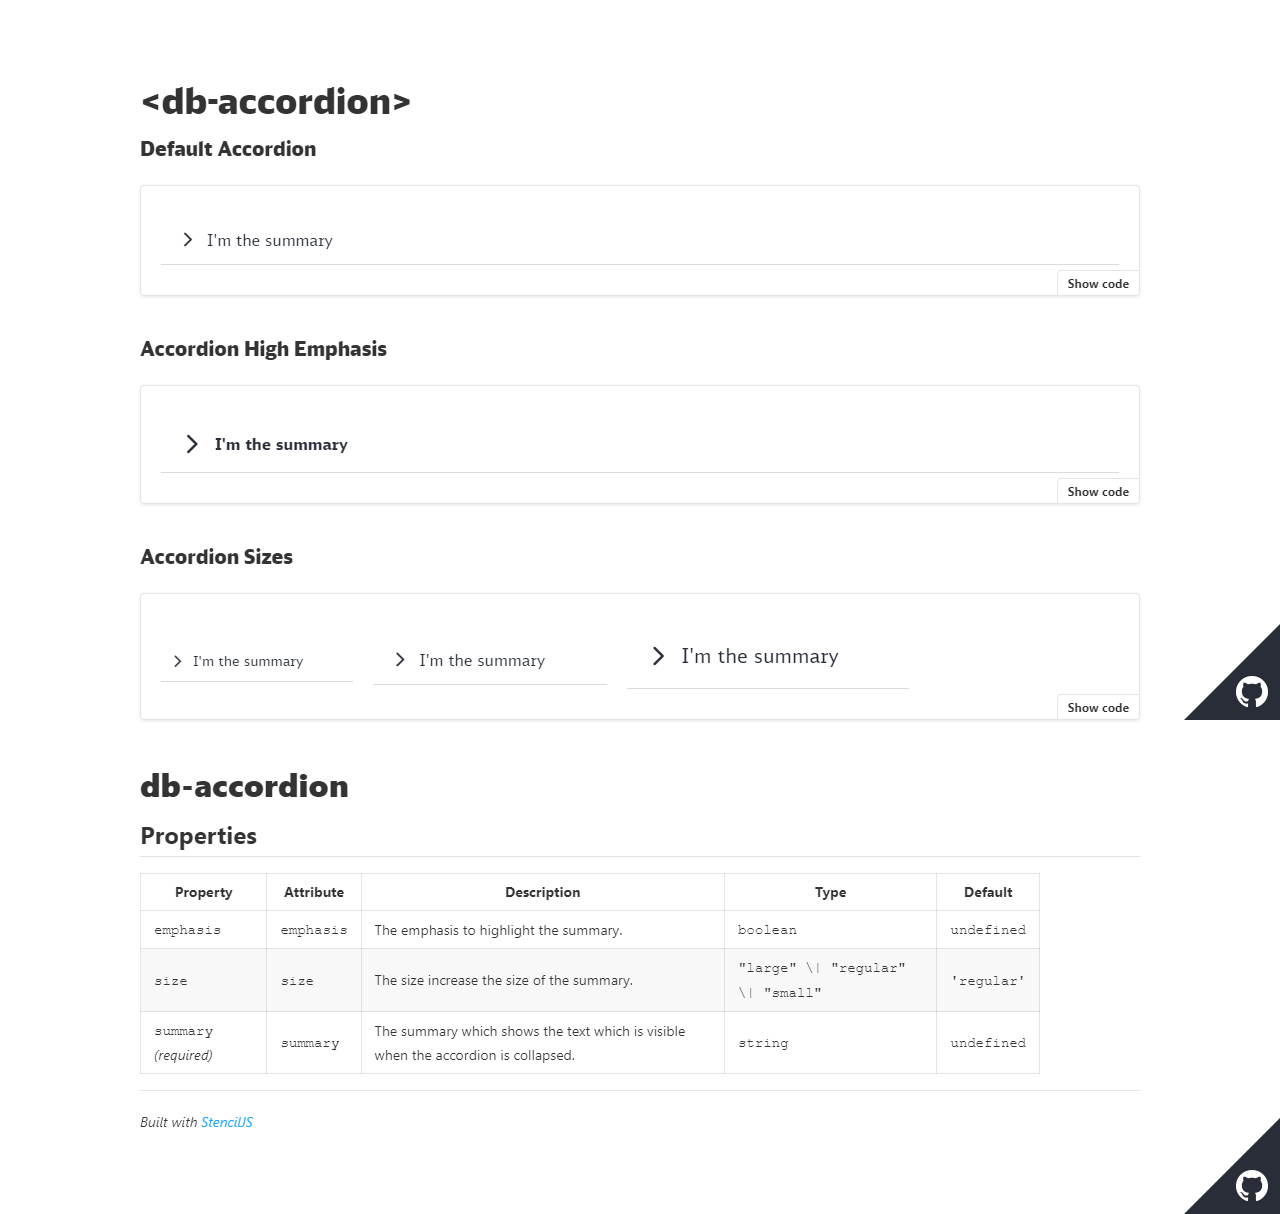 <db-accordion>
Default Accordion
I'm the summary
Show code
Accordion High Emphasis
I'm the summary
Show code
Accordion Sizes
I'm the summary I'm the summary I'm the summary
Show code
db-accordion
Properties
Property Attribute Description Type Default
emphasis emphasis The emphasis to highlight the summary. boolean undefined
size size The size increase the size of the summary. "large" \| "regular" \| "small" 'regular'
summary (required) summary The summary which shows the text which is visible when the accordion is collapsed. string undefined
Built with StencilJS